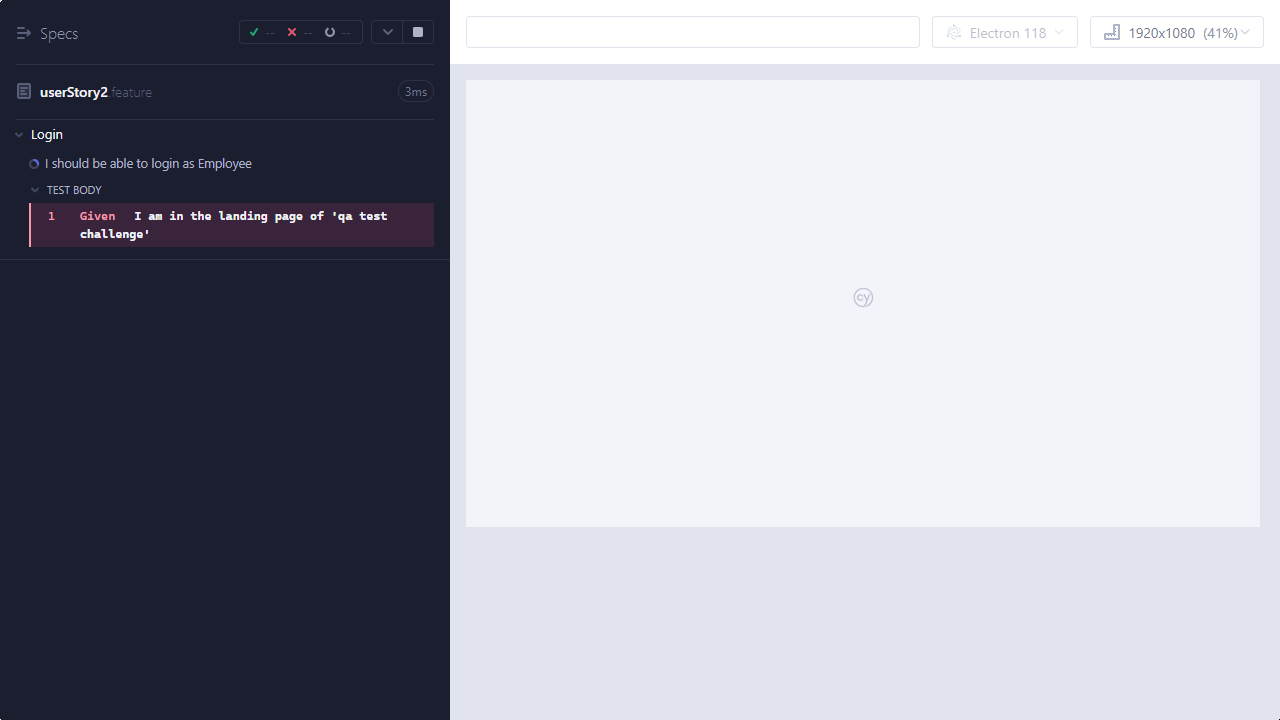 Specs
--
--
--
Electron 118
1920x1080 (41%)
userStory2.feature
3ms
Login
I should be able to login as Employee
TEST BODY
1 Given I am in the landing page of 'qa test
challenge'
cy